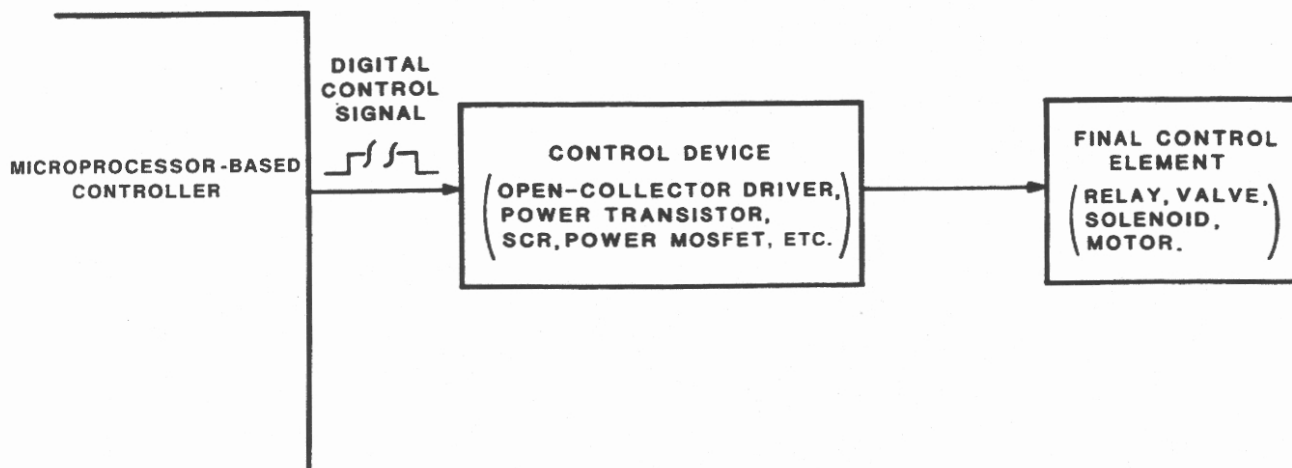 MICROPROCESSOR-BASED
CONTROLLER
DIGITAL
CONTROL
SIGNAL
CONTROL DEVICE
(OPEN-COLLECTOR DRIVER,
POWER TRANSISTOR,
SCR, POWER MOSFET, ETC.)
FINAL CONTROL
ELEMENT
(RELAY, VALVE,
SOLENOID,
MOTOR.)